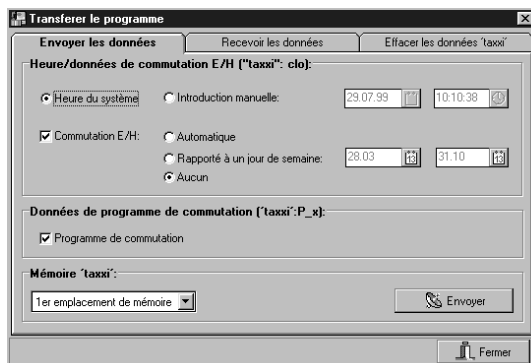 Transferer le programme
Envoyer les données Recevoir les données Effacer les données 'taxxi'
Heure/données de commutation E/H ("taxxi": clo):
Heure du système Introduction manuelle: 29.07.99 10:10:38
Commutation E/H: Automatique
Rapporté à un jour de semaine: 28.03 13 31.10 13
Aucun
Données de programme de commutation ('taxxi':P_x):
Programme de commutation
Mémoire 'taxxi':
1er emplacement de mémoire Envoyer
Fermer